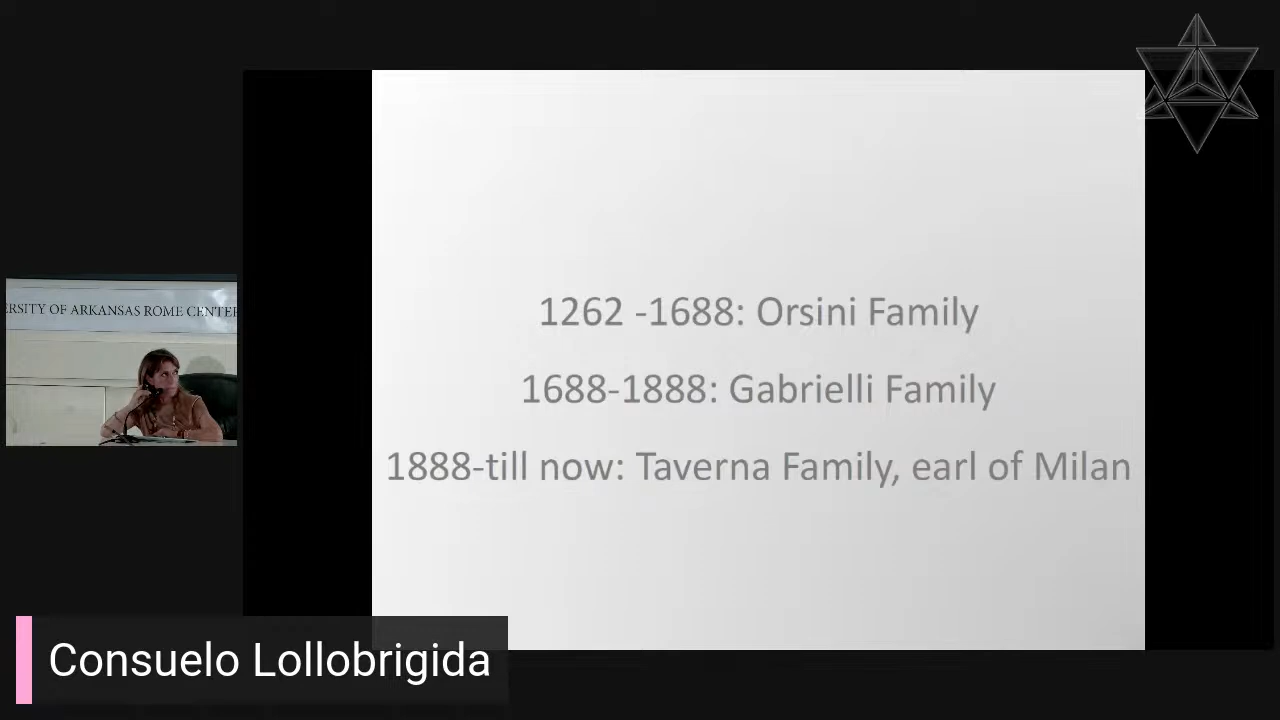 ERSITY OF ARKANSAS ROME CENTER
1262 -1688: Orsini Family
1688-1888: Gabrielli Family
1888-till now: Taverna Family, earl of Milan
Consuelo Lollobrigida